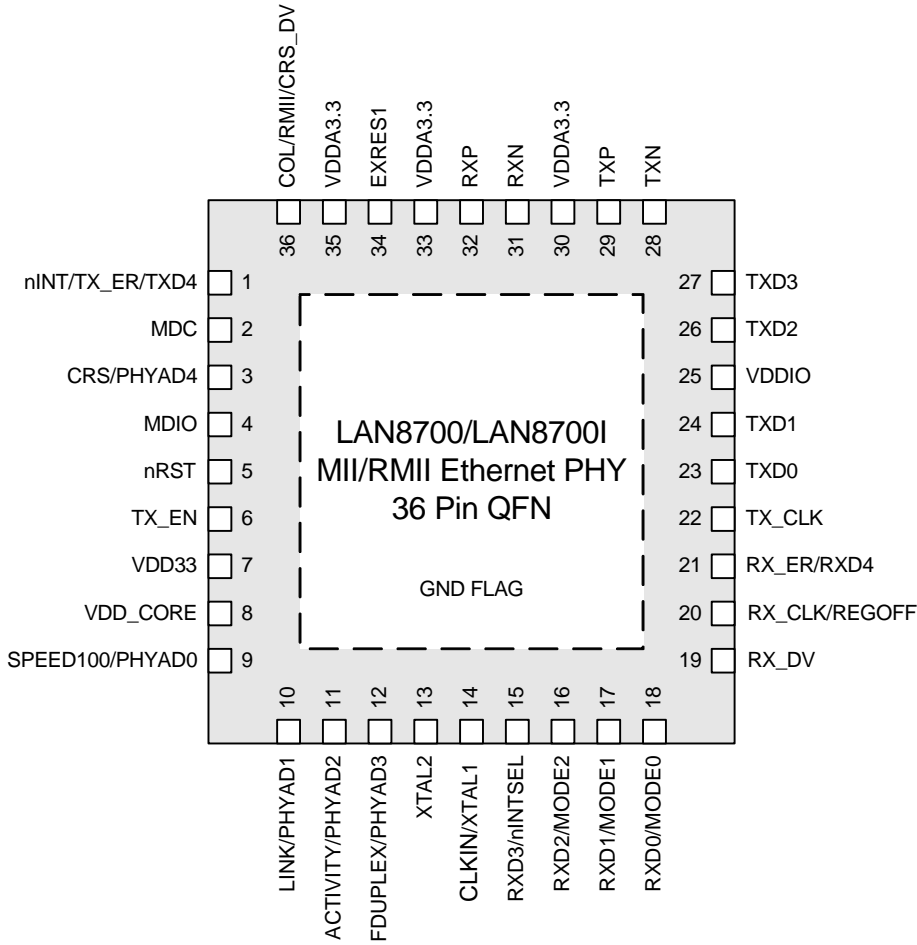 COL/RMII/CRS_DV
VDDA3.3
EXRES1
VDDA3.3
RXP
RXN
VDDA3.3
TXP
TXN
36
35
34
33
32
31
30
29
28
nINT/TX_ER/TXD4 1
MDC 2
CRS/PHYAD4 3
MDIO 4
nRST 5
TX_EN 6
VDD33 7
VDD_CORE 8
SPEED100/PHYAD0 9
LAN8700/LAN8700I
MII/RMII Ethernet PHY
36 Pin QFN
GND FLAG
27 TXD3
26 TXD2
25 VDDIO
24 TXD1
23 TXD0
22 TX_CLK
21 RX_ER/RXD4
20 RX_CLK/REGOFF
19 RX_DV
10
11
12
13
14
15
16
17
18
LINK/PHYAD1
ACTIVITY/PHYAD2
FDUPLEX/PHYAD3
XTAL2
CLKIN/XTAL1
RXD3/nINTSEL
RXD2/MODE2
RXD1/MODE1
RXD0/MODE0